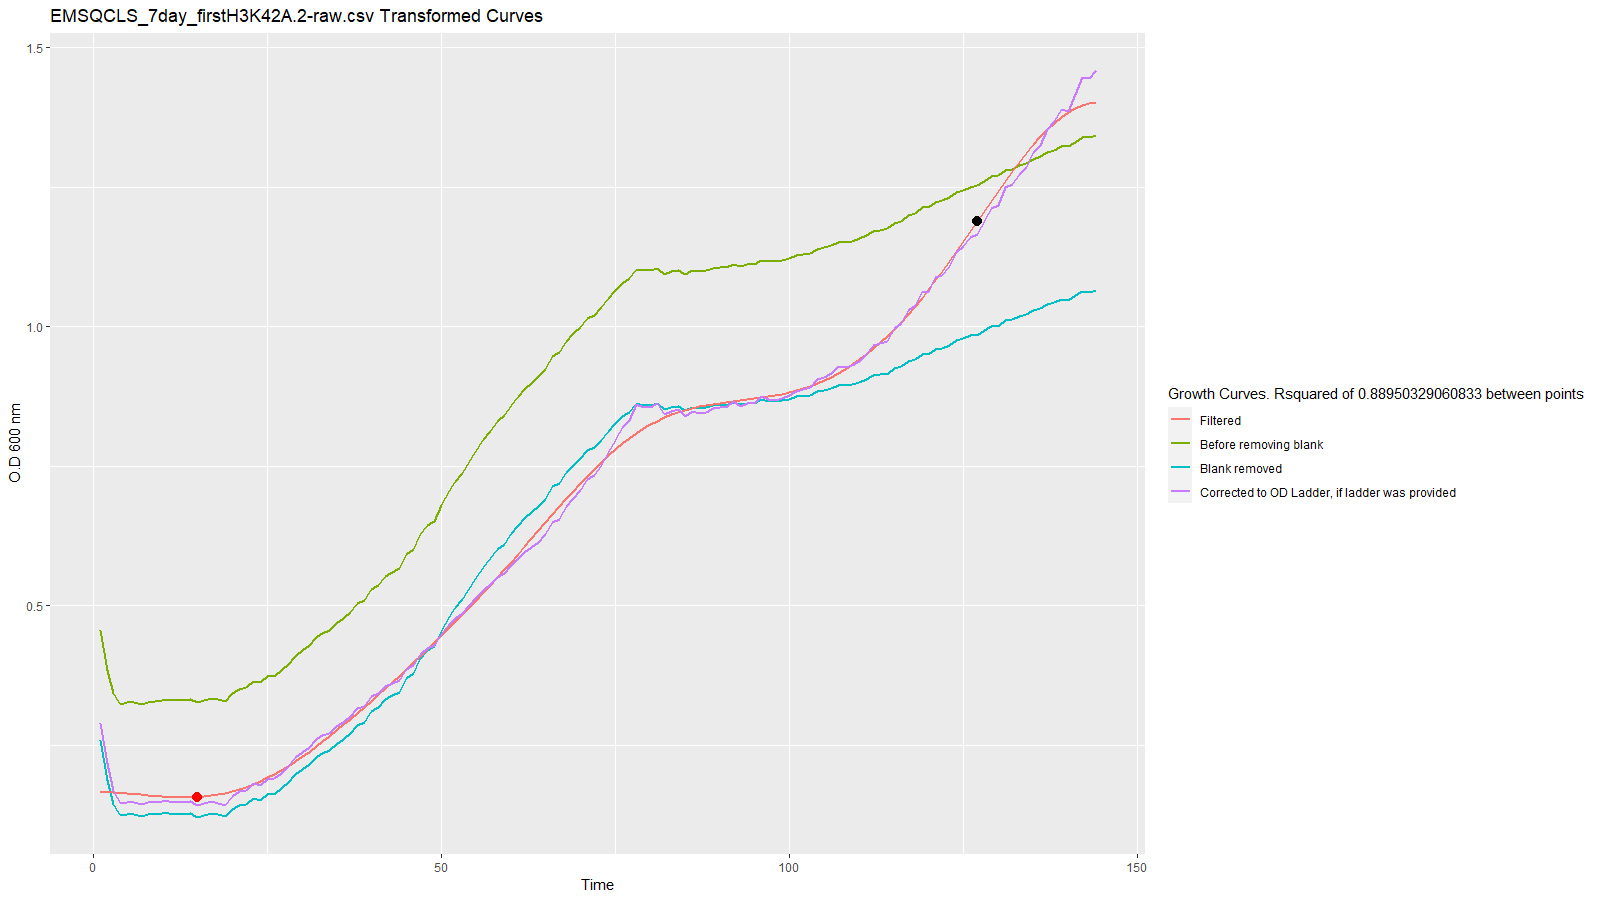 EMSQCLS_7day_firstH3K42A.2-raw.csv Transformed Curves
1.5
1.0
0.5
O.D 600 nm
0
50
100
150
Time
Growth Curves. Rsquared of 0.88950329060833 between points
Filtered
Before removing blank
Blank removed
Corrected to OD Ladder, if ladder was provided